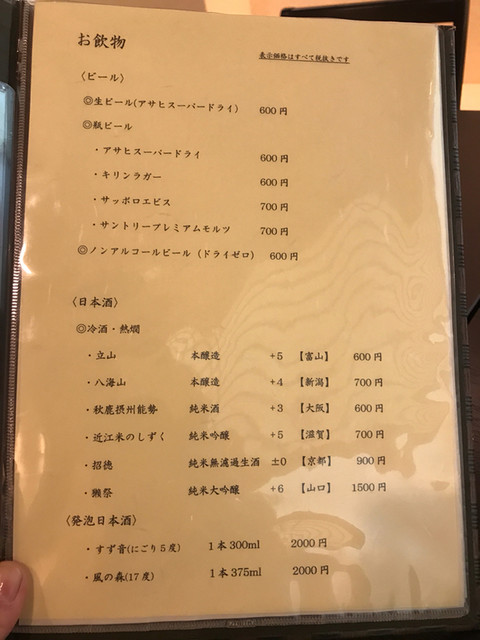 お飲物
表示価格はすべて税抜きです
〈ビール〉
◎生ビール(アサヒスーパードライ) 600円
◎瓶ビール
・アサヒスーパードライ 600円
・キリンラガー 600円
・サッポロエビス 700円
・サントリープレミアムモルツ 700円
◎ノンアルコールビール (ドライゼロ) 600円
〈日本酒〉
◎冷酒・熱燗
・立山 本醸造 +5 【富山】 600円
・八海山 本醸造 +4 【新潟】 700円
・秋鹿摂州能勢 純米酒 +3 【大阪】 600円
・近江米のしずく 純米吟醸 +5 【滋賀】 700円
・招徳 純米無濾過生酒 ±0 【京都】 900円
・獺祭 純米大吟醸 +6 【山口】 1500円
〈発泡日本酒〉
・すず音(にごり5度) 1本300ml 2000円
・風の森(17度) 1本375ml 2000円